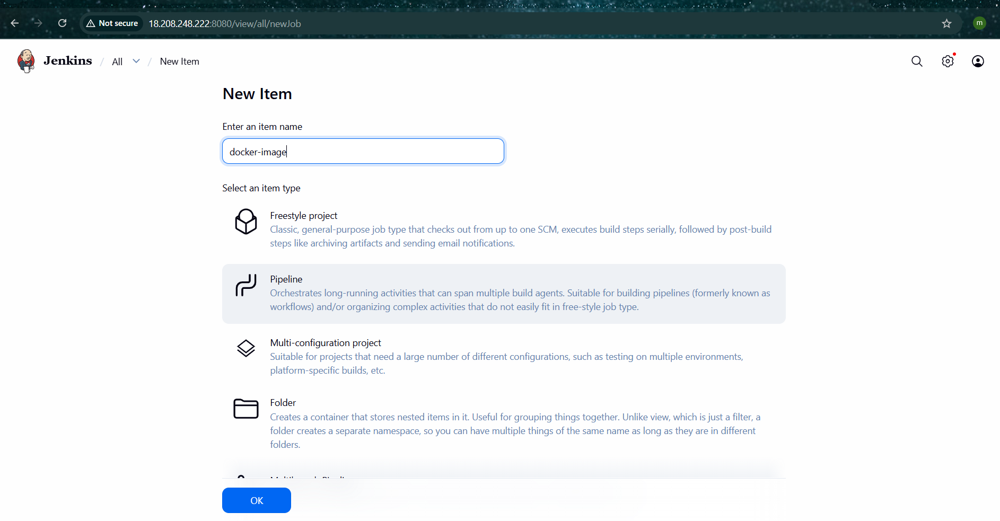 Not secure 18.208.248.222:8080/view/all/newJob
m
Jenkins / All / New Item
New Item
Enter an item name
docker-image
Select an item type
Freestyle project
Classic, general-purpose job type that checks out from up to one SCM, executes build steps serially, followed by post-build
steps like archiving artifacts and sending email notifications.
Pipeline
Orchestrates long-running activities that can span multiple build agents. Suitable for building pipelines (formerly known as
workflows) and/or organizing complex activities that do not easily fit in free-style job type.
Multi-configuration project
Suitable for projects that need a large number of different configurations, such as testing on multiple environments,
platform-specific builds, etc.
Folder
Creates a container that stores nested items in it. Useful for grouping things together. Unlike view, which is just a filter, a
folder creates a separate namespace, so you can have multiple things of the same name as long as they are in different
folders.
OK